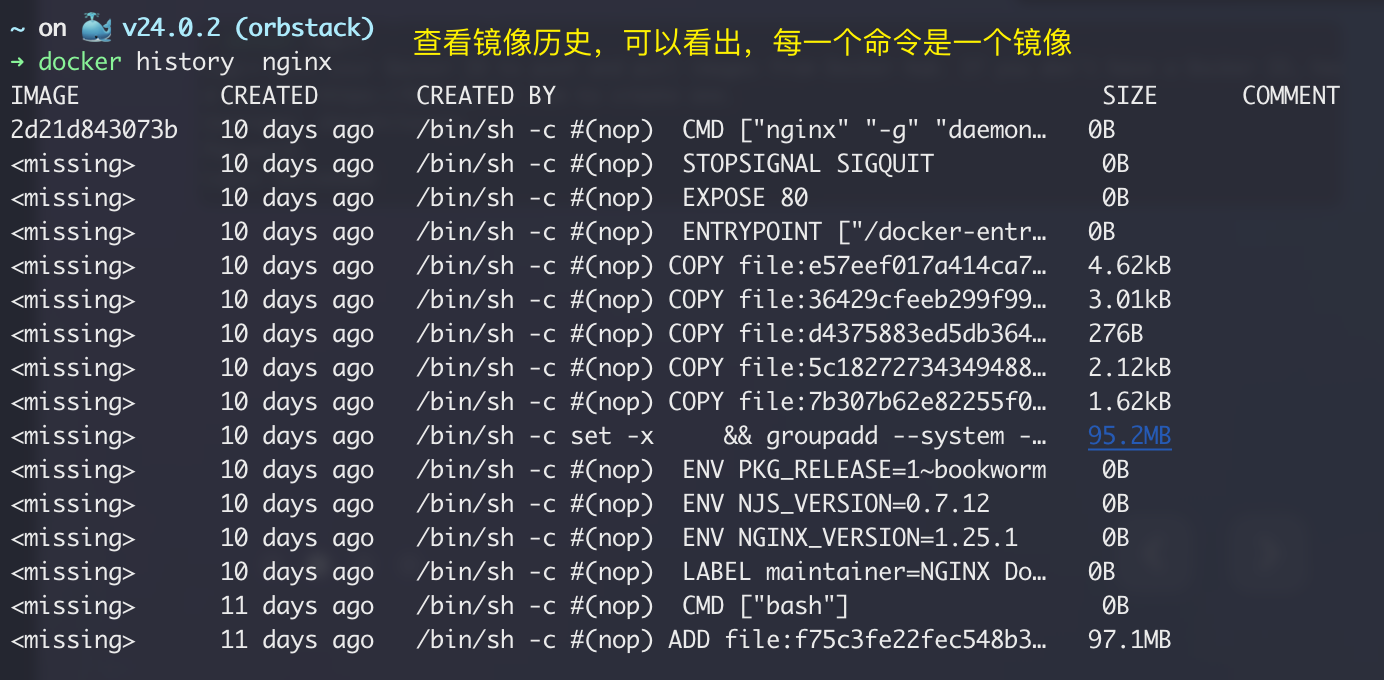 ~ on 🐳 v24.0.2 (orbstack)
查看镜像历史，可以看出，每一个命令是一个镜像
→ docker history  nginx
IMAGE          CREATED       CREATED BY                                      SIZE      COMMENT
2d21d843073b   10 days ago   /bin/sh -c #(nop)  CMD ["nginx" "-g" "daemon…   0B
<missing>      10 days ago   /bin/sh -c #(nop)  STOPSIGNAL SIGQUIT            0B
<missing>      10 days ago   /bin/sh -c #(nop)  EXPOSE 80                     0B
<missing>      10 days ago   /bin/sh -c #(nop)  ENTRYPOINT ["/docker-entr…   0B
<missing>      10 days ago   /bin/sh -c #(nop) COPY file:e57eef017a414ca7…   4.62kB
<missing>      10 days ago   /bin/sh -c #(nop) COPY file:36429cfeeb299f99…   3.01kB
<missing>      10 days ago   /bin/sh -c #(nop) COPY file:d4375883ed5db364…   276B
<missing>      10 days ago   /bin/sh -c #(nop) COPY file:5c18272734349488…   2.12kB
<missing>      10 days ago   /bin/sh -c #(nop) COPY file:7b307b62e82255f0…   1.62kB
<missing>      10 days ago   /bin/sh -c set -x     && groupadd --system -…   95.2MB
<missing>      10 days ago   /bin/sh -c #(nop)  ENV PKG_RELEASE=1~bookworm    0B
<missing>      10 days ago   /bin/sh -c #(nop)  ENV NJS_VERSION=0.7.12        0B
<missing>      10 days ago   /bin/sh -c #(nop)  ENV NGINX_VERSION=1.25.1      0B
<missing>      10 days ago   /bin/sh -c #(nop)  LABEL maintainer=NGINX Do…   0B
<missing>      11 days ago   /bin/sh -c #(nop)  CMD ["bash"]                  0B
<missing>      11 days ago   /bin/sh -c #(nop) ADD file:f75c3fe22fec548b3…   97.1MB